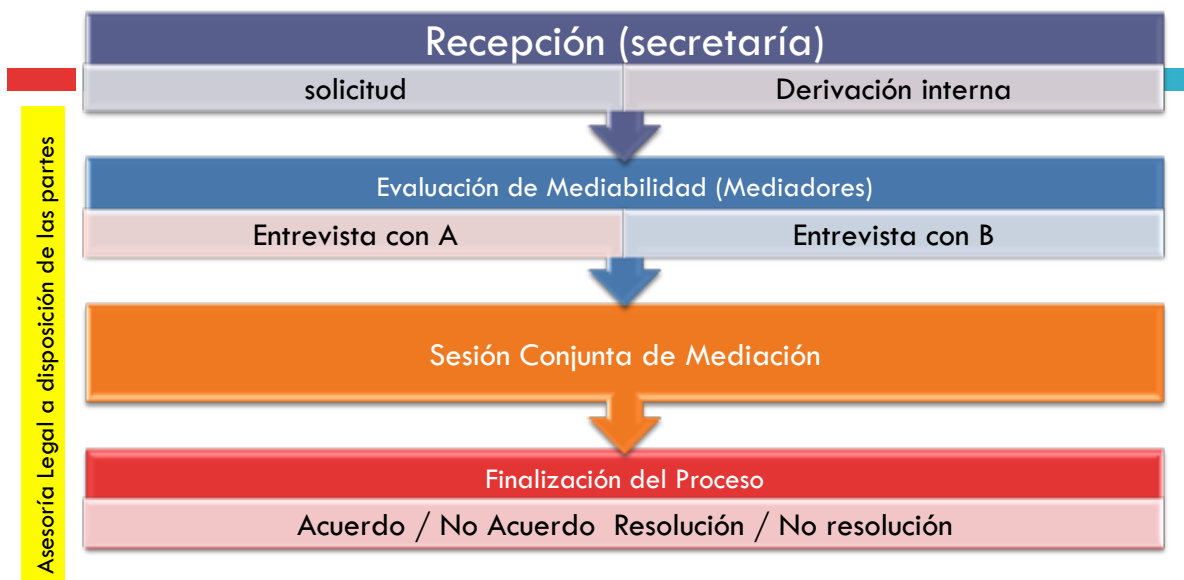 Recepción (secretaría)
solicitud
Derivación interna
Evaluación de Mediabilidad (Mediadores)
Entrevista con A
Entrevista con B
Sesión Conjunta de Mediación
Finalización del Proceso
Acuerdo / No Acuerdo Resolución / No resolución
Asesoría Legal a disposición de las partes